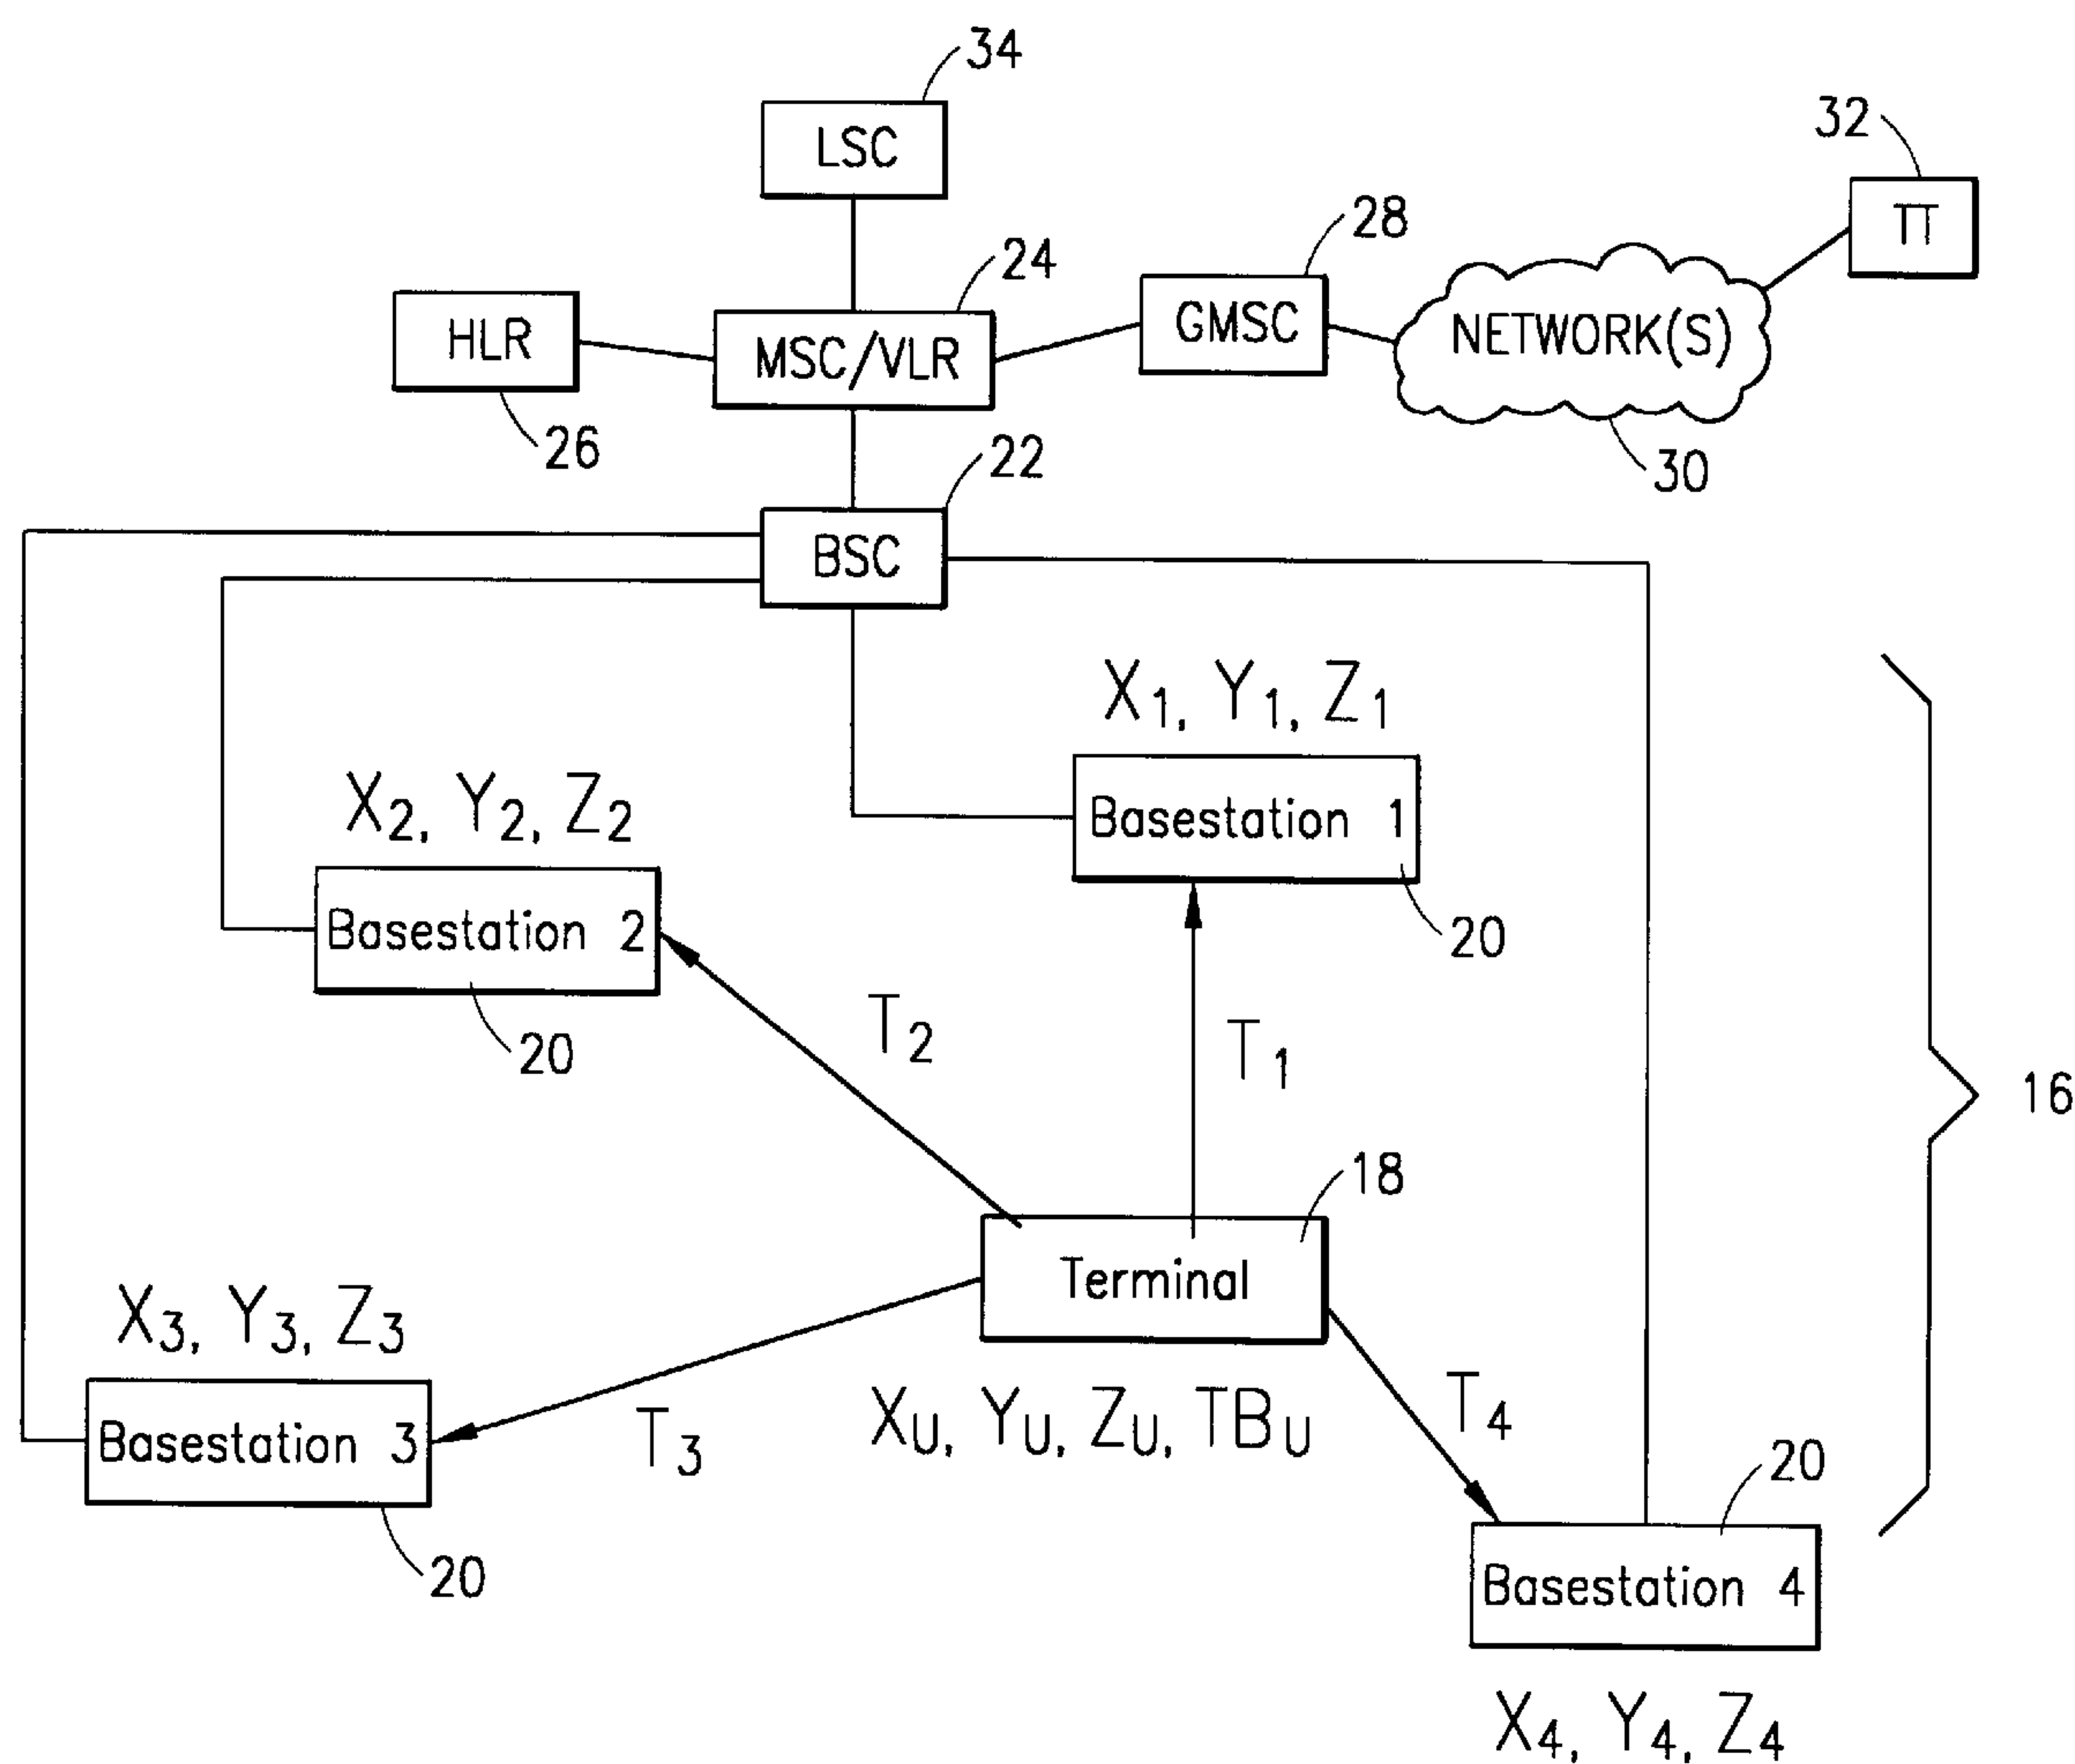 34
LSC
32
TT
28
24
GMSC
NETWORK(S)
HLR
MSC/VLR
26
22
30
BSC
X1, Y1, Z1
X2, Y2, Z2
Basestation 1
20
Basestation 2
20
T2
T1
16
18
Terminal
X3, Y3, Z3
T4
XU, YU, ZU, TBU
T3
Basestation 3
20
20
Basestation 4
X4, Y4, Z4